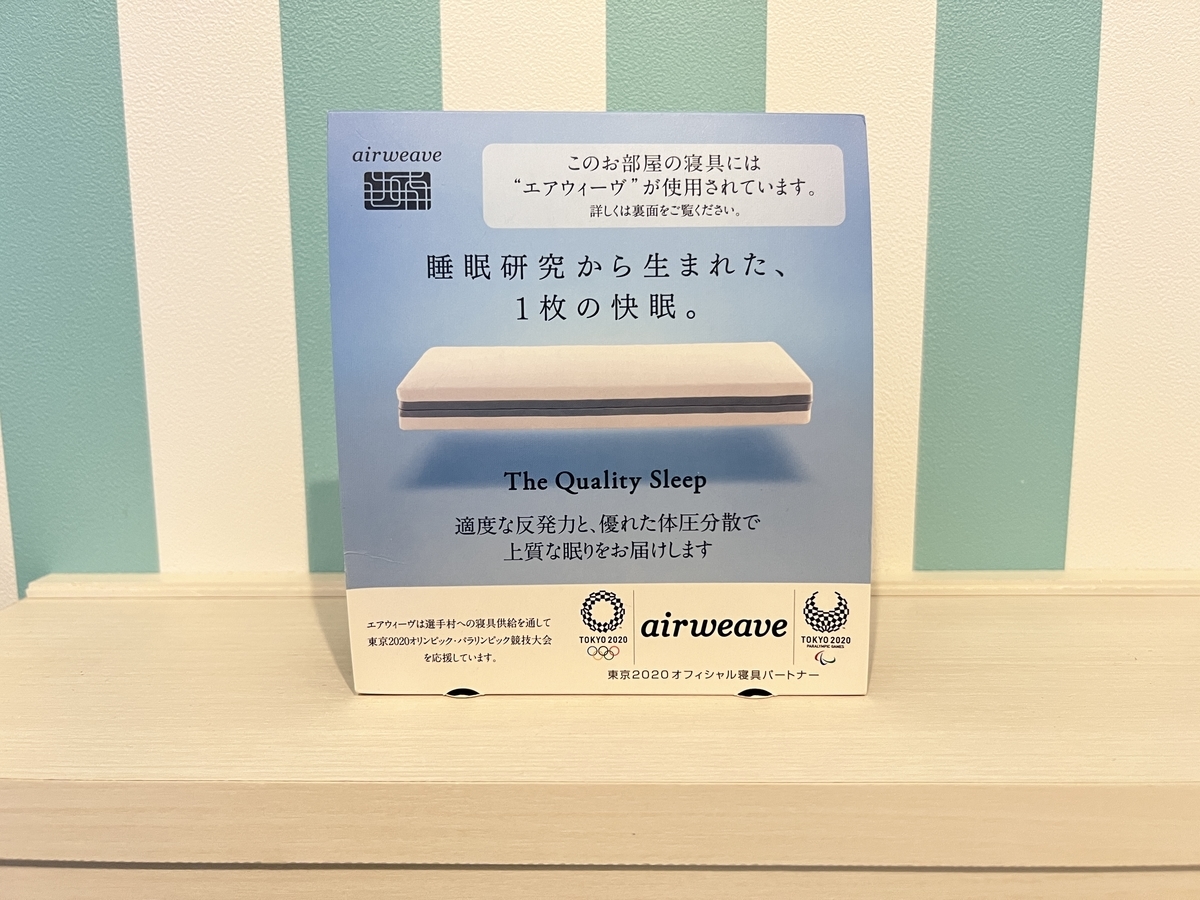 airweave
このお部屋の寝具には
“エアウィーヴ”が使用されています。
詳しくは裏面をご覧ください。
睡眠研究から生まれた、
1枚の快眠。
The Quality Sleep
適度な反発力と、優れた体圧分散で
上質な眠りをお届けします
エアウィーヴは選手村への寝具供給を通して
東京2020オリンピック・パラリンピック競技大会
を応援しています。
TOKYO 2020
airweave
TOKYO 2020
PARALYMPIC GAMES
東京2020オフィシャル寝具パートナー